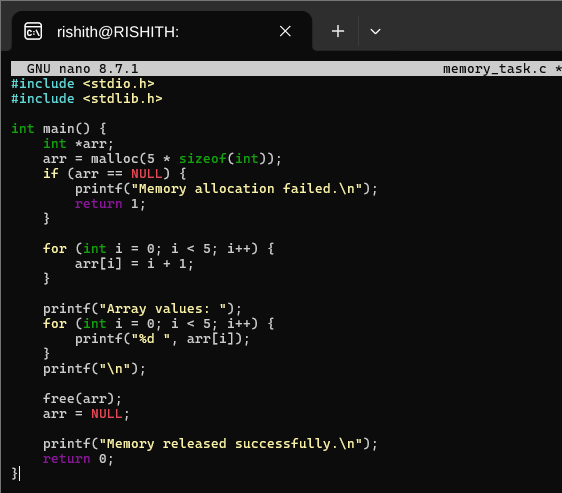 rishith@RISHITH:
GNU nano 8.7.1 memory_task.c *
#include <stdio.h>
#include <stdlib.h>

int main() {
    int *arr;
    arr = malloc(5 * sizeof(int));
    if (arr == NULL) {
        printf("Memory allocation failed.\n");
        return 1;
    }

    for (int i = 0; i < 5; i++) {
        arr[i] = i + 1;
    }

    printf("Array values: ");
    for (int i = 0; i < 5; i++) {
        printf("%d ", arr[i]);
    }
    printf("\n");

    free(arr);
    arr = NULL;

    printf("Memory released successfully.\n");
    return 0;
}